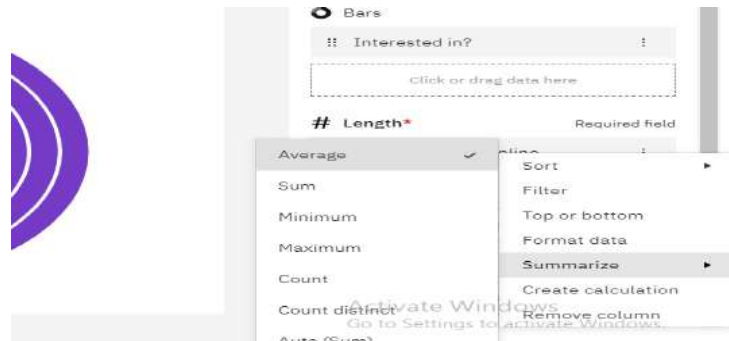 Bars
Interested in?
Click or drag data here
# Length*
Required field
Average
Sum
Minimum
Maximum
Count
Count distinct
Auto (Sum)
Sort
Filter
Top or bottom
Format data
Summarize
Create calculation
Remove column
Activate Windows
Go to Settings to activate Windows.